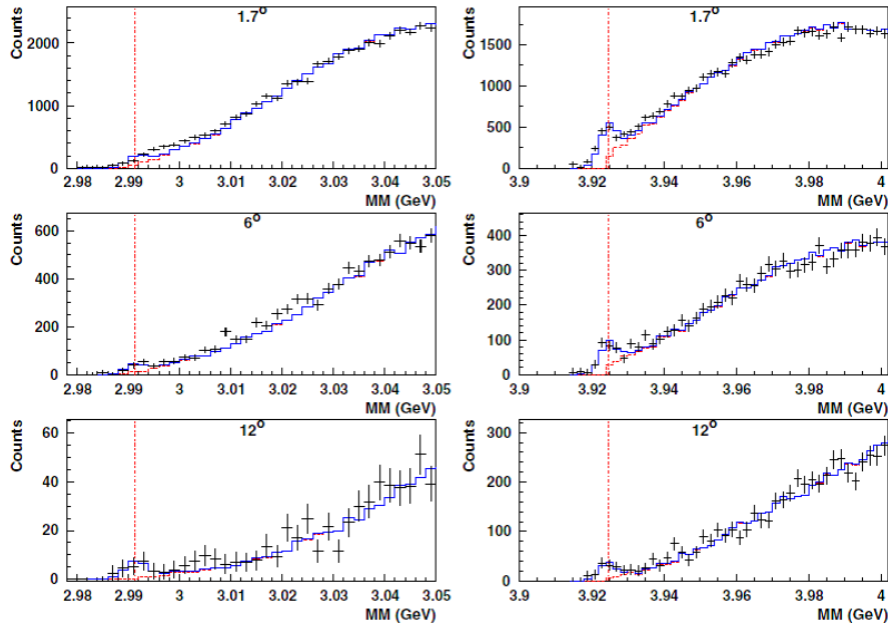 1.7° 1.7°
Counts 2000 1000 0
Counts 1500 1000 500 0
2.98 2.99 3 3.01 3.02 3.03 3.04 3.05
3.9 3.92 3.94 3.96 3.98 4
MM (GeV) MM (GeV)
6° 6°
Counts 600 400 200 0
Counts 400 300 200 100 0
2.98 2.99 3 3.01 3.02 3.03 3.04 3.05
3.9 3.92 3.94 3.96 3.98 4
MM (GeV) MM (GeV)
12° 12°
Counts 60 40 20 0
Counts 300 200 100 0
2.98 2.99 3 3.01 3.02 3.03 3.04 3.05
3.9 3.92 3.94 3.96 3.98 4
MM (GeV) MM (GeV)